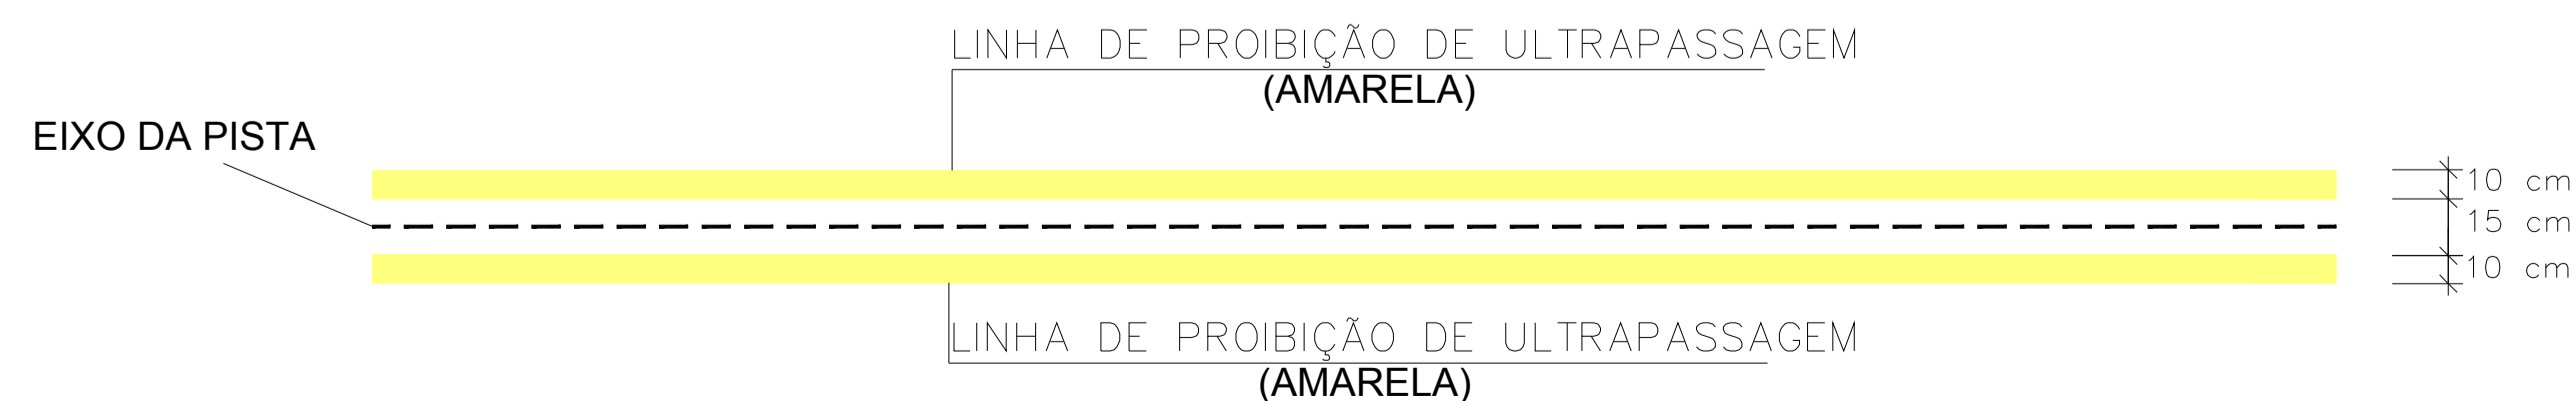 LINHA DE PROIBIÇÃO DE ULTRAPASSAGEM
(AMARELA)
EIXO DA PISTA
10 cm
15 cm
10 cm
LINHA DE PROIBIÇÃO DE ULTRAPASSAGEM
(AMARELA)